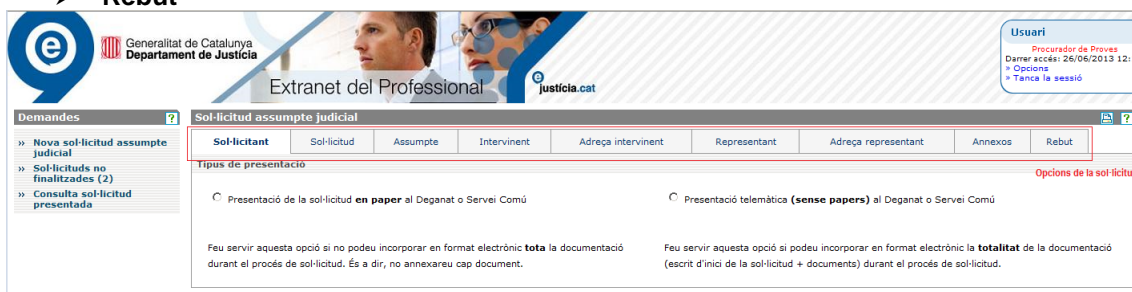 ➤ Rebut
Generalitat de Catalunya
Departament de Justícia
Extranet del Professional
e justícia.cat
Usuari
Procurador de Proves
Darrer accés: 26/06/2013 12:
» Opcions
» Tanca la sessió
Demandes ?
» Nova sol·licitud assumpte
judicial
» Sol·licituds no
finalitzades (2)
» Consulta sol·licitud
presentada
Sol·licitud assumpte judicial ?
Sol·licitant Sol·licitud Assumpte Intervinent Adreça intervinent Representant Adreça representant Annexos Rebut
Tipus de presentació
Opcions de la sol·licitu
Presentació de la sol·licitud en paper al Deganat o Servei Comú
Presentació telemàtica (sense papers) al Deganat o Servei Comú
Feu servir aquesta opció si no podeu incorporar en format electrònic tota la documentació
durant el procés de sol·licitud. És a dir, no annexareu cap document.
Feu servir aquesta opció si podeu incorporar en format electrònic la totalitat de la documentació
(escrit d'inici de la sol·licitud + documents) durant el procés de sol·licitud.